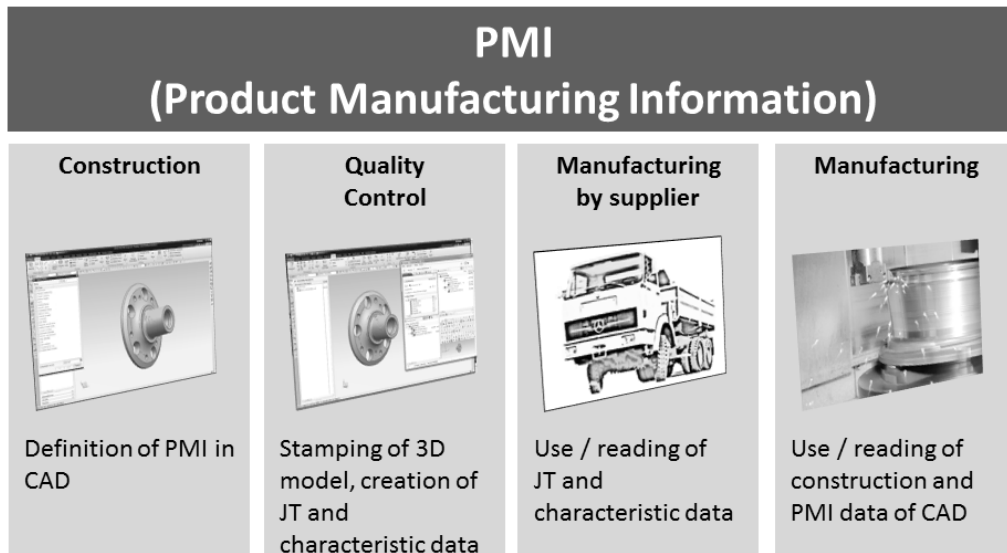 PMI
(Product Manufacturing Information)
Construction
Definition of PMI in
CAD
Quality
Control
Stamping of 3D
model, creation of
JT and
characteristic data
Manufacturing
by supplier
Use / reading of
JT and
characteristic data
Manufacturing
Use / reading of
construction and
PMI data of CAD